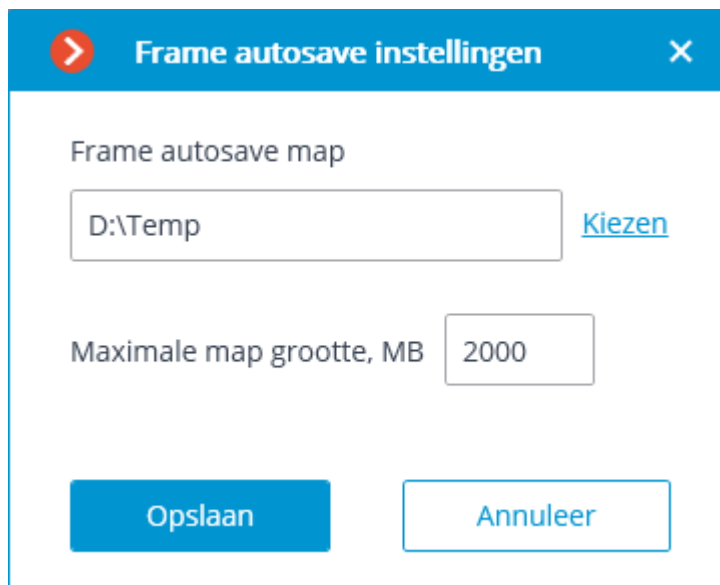 Frame autosave instellingen
Frame autosave map
D:\Temp Kiezen
Maximale map grootte, MB 2000
Opslaan Annuleer